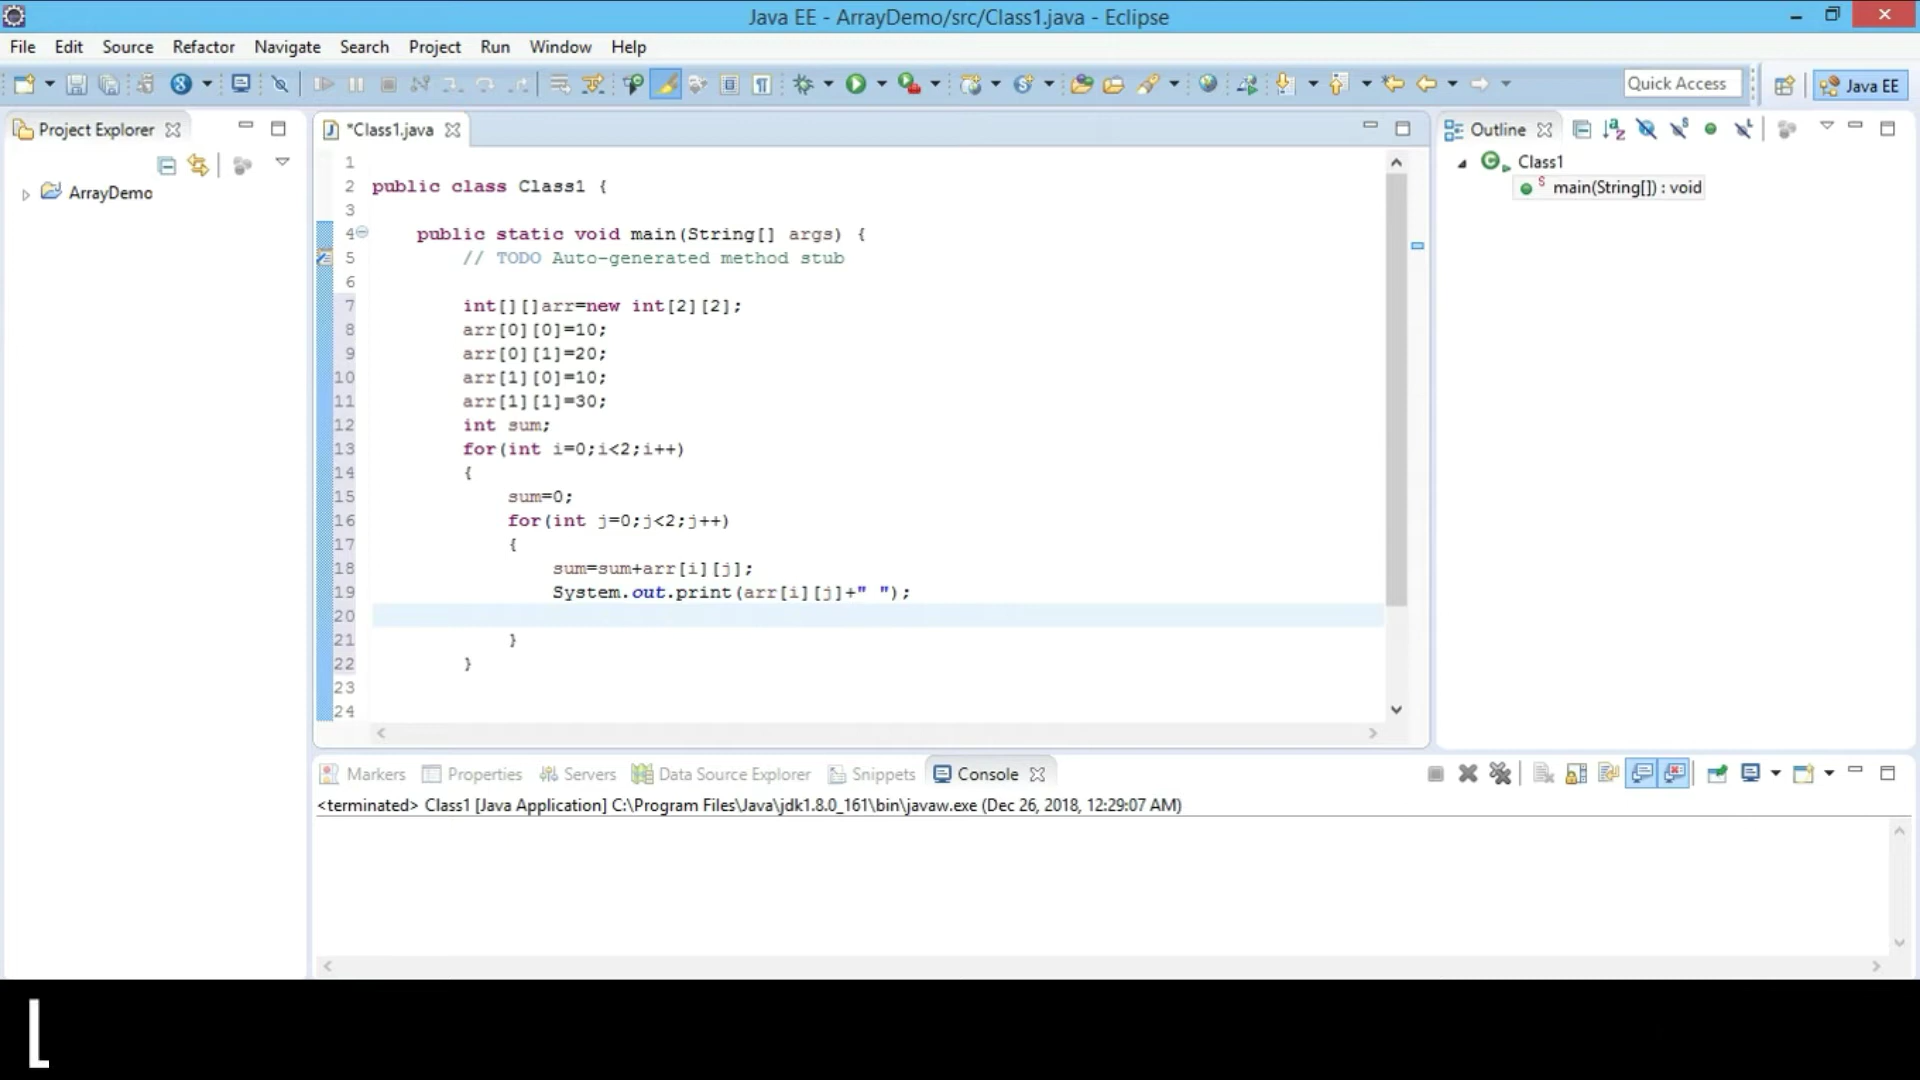 Java EE - ArrayDemo/src/Class1.java - Eclipse
File Edit Source Refactor Navigate Search Project Run Window Help
Quick Access
Java EE
Project Explorer
ArrayDemo
*Class1.java
1
2 public class Class1 {
3
4 public static void main(String[] args) {
5 // TODO Auto-generated method stub
6
7 int[][]arr=new int[2][2];
8 arr[0][0]=10;
9 arr[0][1]=20;
10 arr[1][0]=10;
11 arr[1][1]=30;
12 int sum;
13 for(int i=0;i<2;i++)
14 {
15 sum=0;
16 for(int j=0;j<2;j++)
17 {
18 sum=sum+arr[i][j];
19 System.out.print(arr[i][j]+" ");
20
21 }
22 }
23
24
Outline
Class1
main(String[]) : void
Markers Properties Servers Data Source Explorer Snippets Console
<terminated> Class1 [Java Application] C:\Program Files\Java\jdk1.8.0_161\bin\javaw.exe (Dec 26, 2018, 12:29:07 AM)